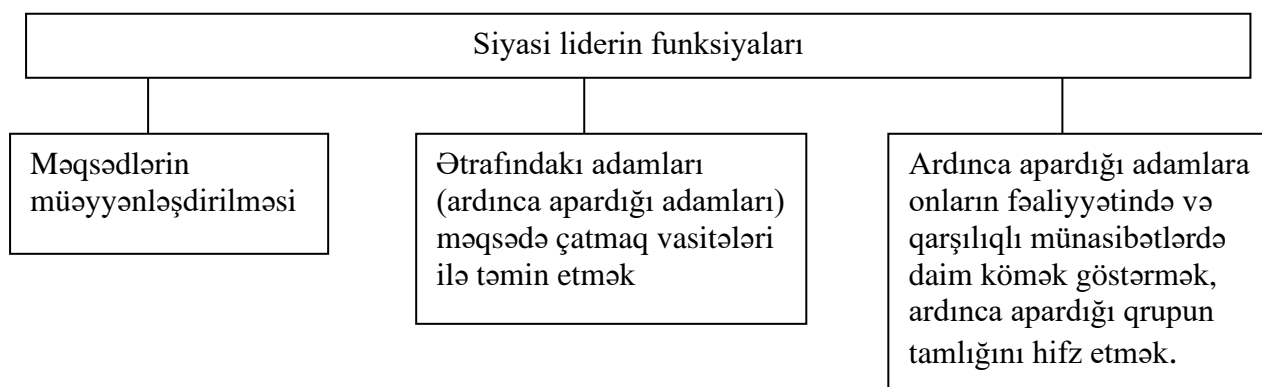 Siyasi liderin funksiyaları
Məqsədlərin
müəyyənləşdirilməsi
Ətrafındakı adamları
(ardınca apardığı adamları)
məqsədə çatmaq vasitələri
ilə təmin etmək
Ardınca apardığı adamlara
onların fəaliyyətində və
qarşılıqlı münasibətlərdə
daim kömək göstərmək,
ardınca apardığı qrupun
tamlığını hifz etmək.